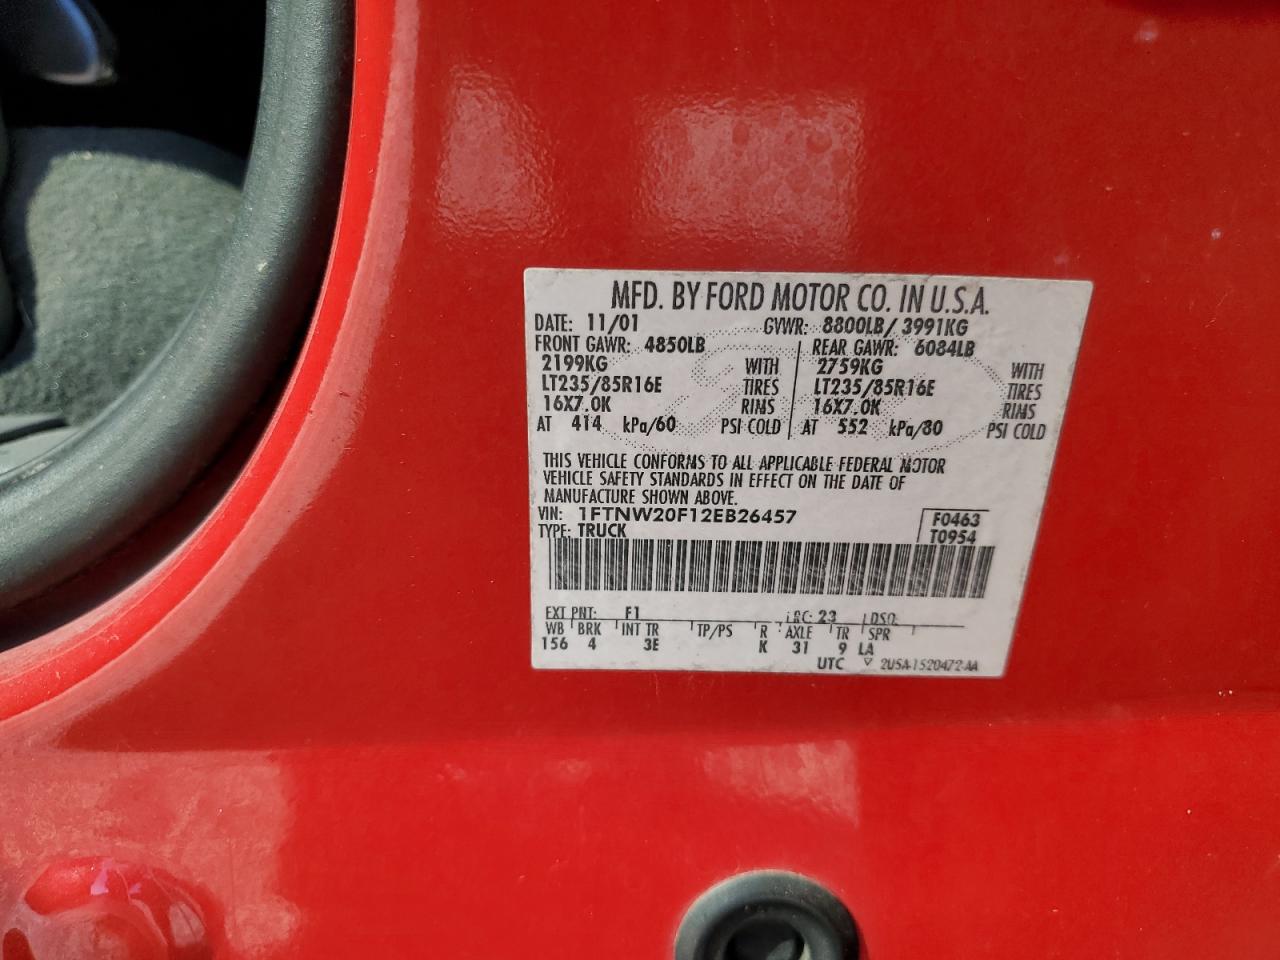 MFD. BY FORD MOTOR CO. IN U.S.A.
DATE: 11/01 GVWR: 8800LB/ 3991KG
FRONT GAWR: 4850LB REAR GAWR: 6084LB
2199KG WITH 2759KG WITH
LT235/85R16E TIRES LT235/85R16E TIRES
16X7.0K RIMS 16X7.0K RIMS
AT 414 kPa/60 PSI COLD AT 552 kPa/80 PSI COLD
THIS VEHICLE CONFORMS TO ALL APPLICABLE FEDERAL MOTOR
VEHICLE SAFETY STANDARDS IN EFFECT ON THE DATE OF
MANUFACTURE SHOWN ABOVE.
VIN: 1FTNW20F12EB26457 F0463
TYPE: TRUCK T0954
EXT PNT: F1 RC: 23 DSO:
WB BRK INT TR TP/PS R AXLE TR SPR
156 4 3E K 31 9 LA
UTC ▽ 2U5A-1520472-AA